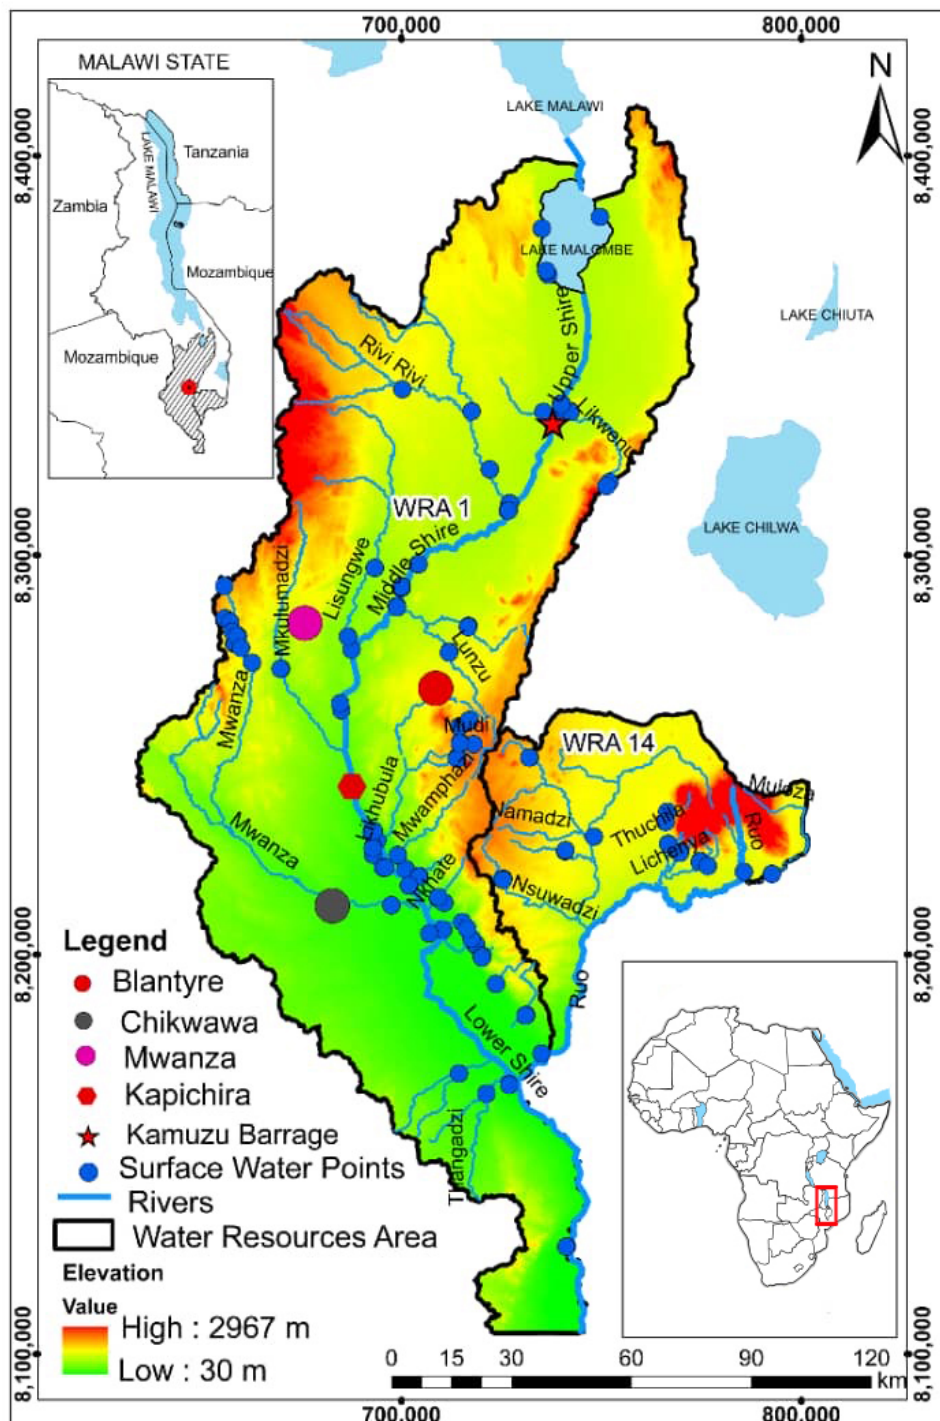 700,000
800,000
MALAWI STATE
N
LAKE MALAWI
8,400,000
8,400,000
LAKE MALAWI
Tanzania
Zambia
Mozambique
Mozambique
LAKE MALOMBE
LAKE CHIUTA
Upper Shire
Rivi Rivi
Likwenu
LAKE CHILWA
WRA 1
8,300,000
8,300,000
Middle Shire
Lisungwe
Mkulumadzi
Lunzu
Mwanza
Mudi
WRA 14
Likhubula
Mwamphazi
Muloza
Namadzi
Thuchila
Ruo
Lichenya
Mwanza
Nkhate
Nsuwadzi
8,200,000
8,200,000
Ruo
Lower Shire
Thangadzi
Legend
Blantyre
Chikwawa
Mwanza
Kapichira
Kamuzu Barrage
Surface Water Points
Rivers
Water Resources Area
Elevation
Value
High : 2967 m
Low : 30 m
0 15 30 60 90 120
km
8,100,000
8,100,000
700,000
800,000